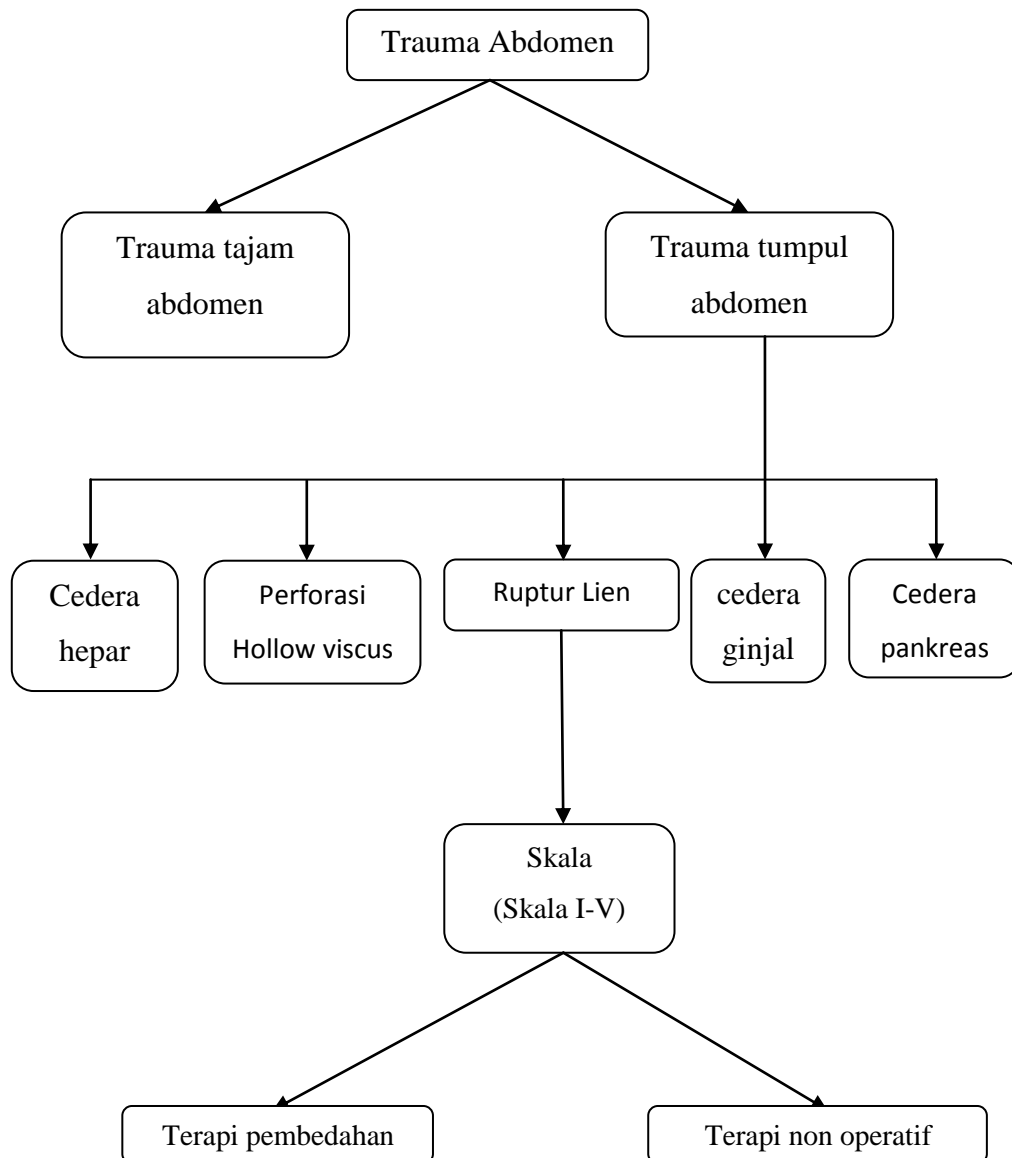 Trauma Abdomen
Trauma tajam
abdomen
Trauma tumpul
abdomen
Cedera
hepar
Perforasi
Hollow viscus
Ruptur Lien
cedera
ginjal
Cedera
pankreas
Skala
(Skala I-V)
Terapi pembedahan
Terapi non operatif